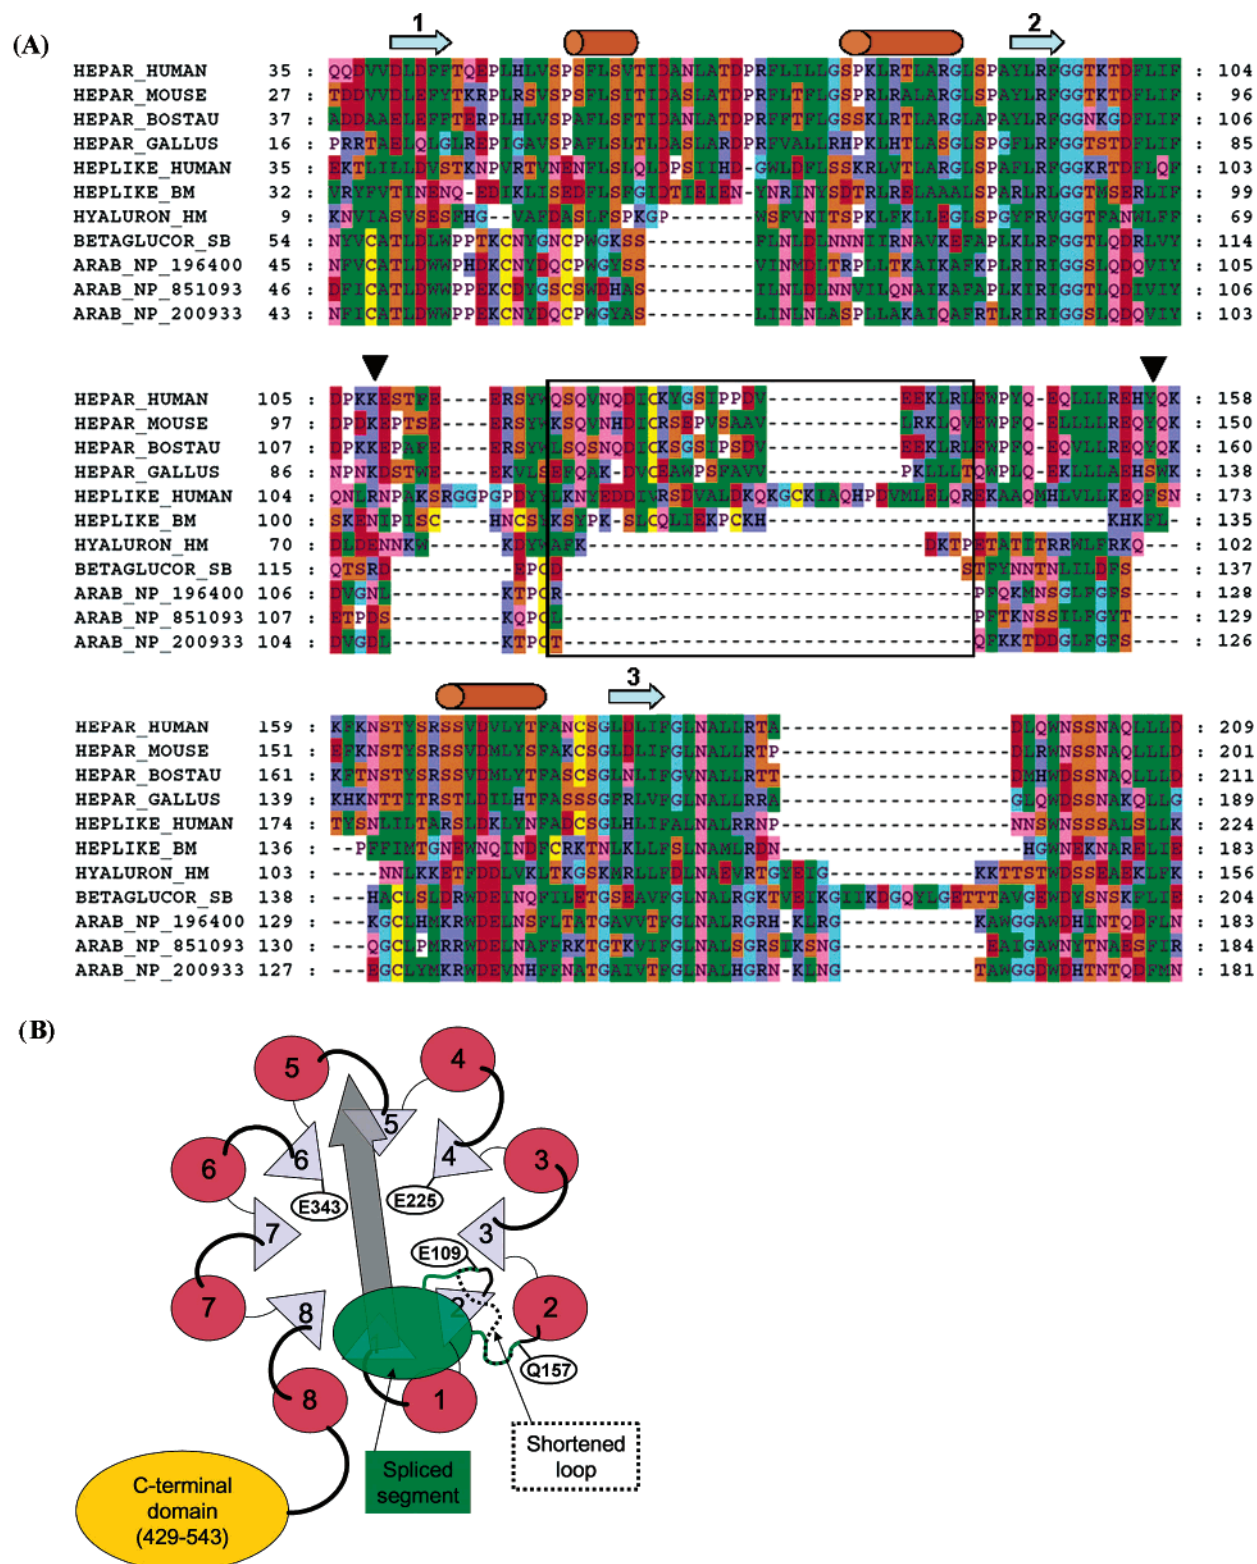 (A)
1 2
HEPAR_HUMAN 35 : QQDVVDLDFFTQEPLHLVSPSFLSVTIDANLATDPRFLILLGSPKLRTLARGLSPAYLRFGGTKTDFLIF : 104
HEPAR_MOUSE 27 : TDDVVDLEFYTKRPLRSVSPSFLSITIDASLATDPRFLTFLGSPRLRALARGLSPAYLRFGGTKTDFLIF : 96
HEPAR_BOSTAU 37 : ADDAAELEFFTERPLHLVSPAFLSFTIDANLATDPRFFTFLGSSKLRTLARGLAPAYLRFGGNKGDFLIF : 106
HEPAR_GALLUS 16 : PRRTAELQLGLREPIGAVSPAFLSLTLDASLARDPRFVALLRHPKLHTLASGLSPGFLRFGGTSTDFLIF : 85
HEPLIKE_HUMAN 35 : EKTLILLDVSTKNPVRTVNENFLSLQLDPSIIHD-GWLDFLSSKRLVTLARGLSPAFLRFGGKRTDFLQF : 103
HEPLIKE_BM 32 : VRYFVTINENQ-EDIKLISEDFLSFGIDTIEIEN-YNRINYSDTRLRELAAALSPARLRLGGTMSERLIF : 99
HYALURON_HM 9 : KNVIASVSESFHG--VAFDASLFSPKGP-------WSFVNITSPKLFKLLEGLSPGYFRVGGTFANWLFF : 69
BETAGLUCOR_SB 54 : NYVCATLDLWPPTKCNYGNCPWGKSS---------FLNLDLNNNIIRNAVKEFAPLKLRFGGTLQDRLVY : 114
ARAB_NP_196400 45 : NFVCATLDWWPHDKCNYDQCPWGYSS---------VINMDLTRPLLTKAIKAFKPLRIRIGGSLQDQVIY : 105
ARAB_NP_851093 46 : DFICATLDWWPPEKCDYGSCSWDHAS---------ILNLDLNNVILQNAIKAFAPLKIRIGGTLQDIVIY : 106
ARAB_NP_200933 43 : NFICATLDWWPPEKCNYDQCPWGYAS---------LINLNLASPLLAKAIQAFRTLRIRIGGSLQDQVIY : 103
HEPAR_HUMAN 105 : DPKKESTFE----ERSYWQSQVNQDICKYGSIPPDV-----------EEKLRLEWPYQ-EQLLLREHYQK : 158
HEPAR_MOUSE 97 : DPDKEPTSE----ERSYWKSQVNHDICRSEPVSAAV-----------LRKLQVEWPFQ-ELLLLREQYQK : 150
HEPAR_BOSTAU 107 : DPKKEPAFE----ERSYWLSQSNQDICKSGSIPSDV-----------EEKLRLEWPFQ-EQVLLREQYQK : 160
HEPAR_GALLUS 86 : NPNKDSTWE----EKVLSEFQAK-DVCEAWPSFAVV-----------PKLLLTQWPLQ-EKLLLAEHSWK : 138
HEPLIKE_HUMAN 104 : QNLRNPAKSRGGPGPDYYLKNYEDDIVRSDVALDKQKGCKIAQHPDVMLELQREKAAQMHLVLLKEQFSN : 173
HEPLIKE_BM 100 : SKENIPISC----HNCSYKSYPK-SLCQLIEKPCKH----------------------------KHKFL- : 135
HYALURON_HM 70 : DLDENNKW------KDYWAFK----------------------------DKTPETATITRRWLFRKQ--- : 102
BETAGLUCOR_SB 115 : QTSRD----------EPCD---------------------------------STFYNNTNLILDFS---- : 137
ARAB_NP_196400 106 : DVGNL---------KTPCR----------------------------------PFQKMNSGLFGFS---- : 128
ARAB_NP_851093 107 : ETPDS---------KQPCL----------------------------------PFTKNSSILFGYT---- : 129
ARAB_NP_200933 104 : DVGDL---------KTPCT----------------------------------QFKKTDDGLFGFS---- : 126
3
HEPAR_HUMAN 159 : KFKNSTYSRSSVDVLYTFANCSGLDLIFGLNALLRTA-------------------DLQWNSSNAQLLLD : 209
HEPAR_MOUSE 151 : EFKNSTYSRSSVDMLYSFAKCSGLDLIFGLNALLRTP-------------------DLRWNSSNAQLLLD : 201
HEPAR_BOSTAU 161 : KFTNSTYSRSSVDMLYTFASCSGLNLIFGVNALLRTT-------------------DMHWDSSNAQLLLD : 211
HEPAR_GALLUS 139 : KHKNTTITRSTLDILHTFASSSGFRLVFGLNALLRRA-------------------GLQWDSSNAKQLLG : 189
HEPLIKE_HUMAN 174 : TYSNLILTARSLDKLYNFADCSGLHLIFALNALRRNP-------------------NNSWNSSSALSLLK : 224
HEPLIKE_BM 136 : --PFFIMTGNEWNQINDFCRKTNLKLLFSLNAMLRDN--------------------HGWNEKNARELIE : 183
HYALURON_HM 103 : ----NNLKKETFDDLVKLTKGSKMRLLFDLNAEVRTGYEIG------------KKTTSTWDSSEAEKLFK : 156
BETAGLUCOR_SB 138 : ---HACLSLDRWDEINQFILETGSEAVFGLNALRGKTVEIKGIIKDGQYLGETTTAVGEWDYSNSKFLIE : 204
ARAB_NP_196400 129 : ---KGCLHMKRWDELNSFLTATGAVVTFGLNALRGRH-KLRG-----------KAWGGAWDHINTQDFLN : 183
ARAB_NP_851093 130 : ---QGCLPMRRWDELNAFFRKTGTKVIFGLNALSGRSIKSNG------------EAIGAWNYTNAESFIR : 184
ARAB_NP_200933 127 : ---EGCLYMKRWDEVNHFFNATGAIVTFGLNALHGRN-KLNG-----------TAWGGDWDHTNTQDFMN : 181
(B)
5 4
5
6 6 4 3
E343 E225
7 3
E109
7 8 2 2
Q157
8 1
Shortened
loop
Spliced
segment
C-terminal
domain
(429-543)